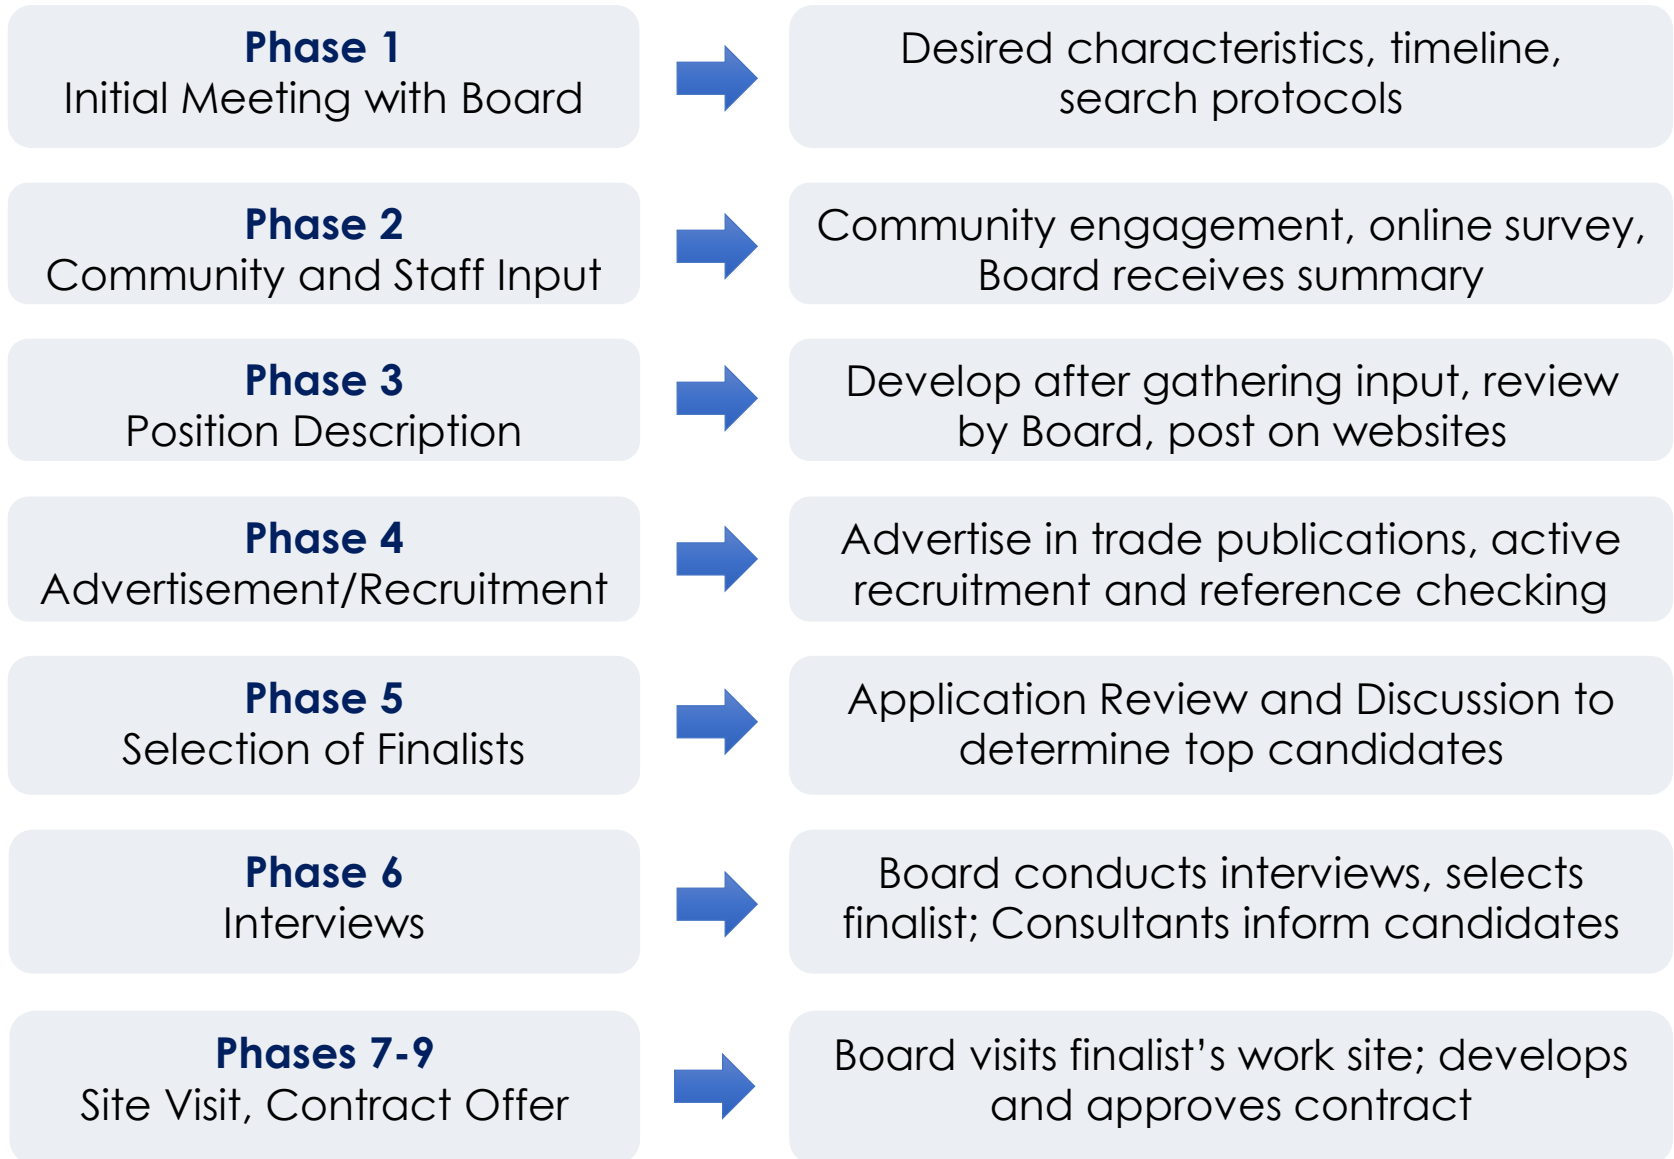 Phase 1
Initial Meeting with Board
Desired characteristics, timeline,
search protocols
Phase 2
Community and Staff Input
Community engagement, online survey,
Board receives summary
Phase 3
Position Description
Develop after gathering input, review
by Board, post on websites
Phase 4
Advertisement/Recruitment
Advertise in trade publications, active
recruitment and reference checking
Phase 5
Selection of Finalists
Application Review and Discussion to
determine top candidates
Phase 6
Interviews
Board conducts interviews, selects
finalist; Consultants inform candidates
Phases 7-9
Site Visit, Contract Offer
Board visits finalist’s work site; develops
and approves contract